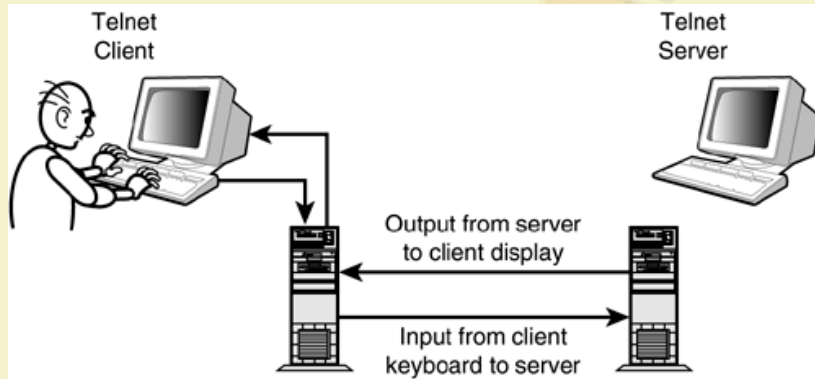 Telnet
Client
Telnet
Server
Output from server
to client display
Input from client
keyboard to server